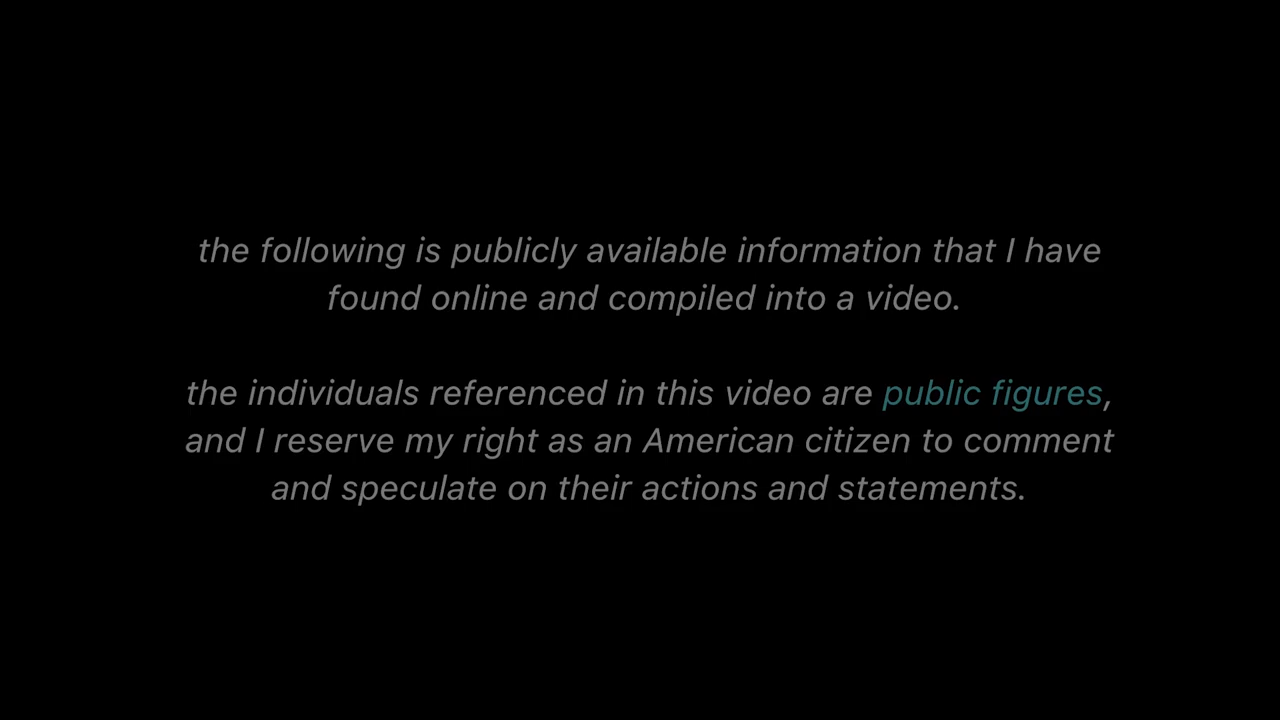 the following is publicly available information that I have
found online and compiled into a video.
the individuals referenced in this video are public figures,
and I reserve my right as an American citizen to comment
and speculate on their actions and statements.